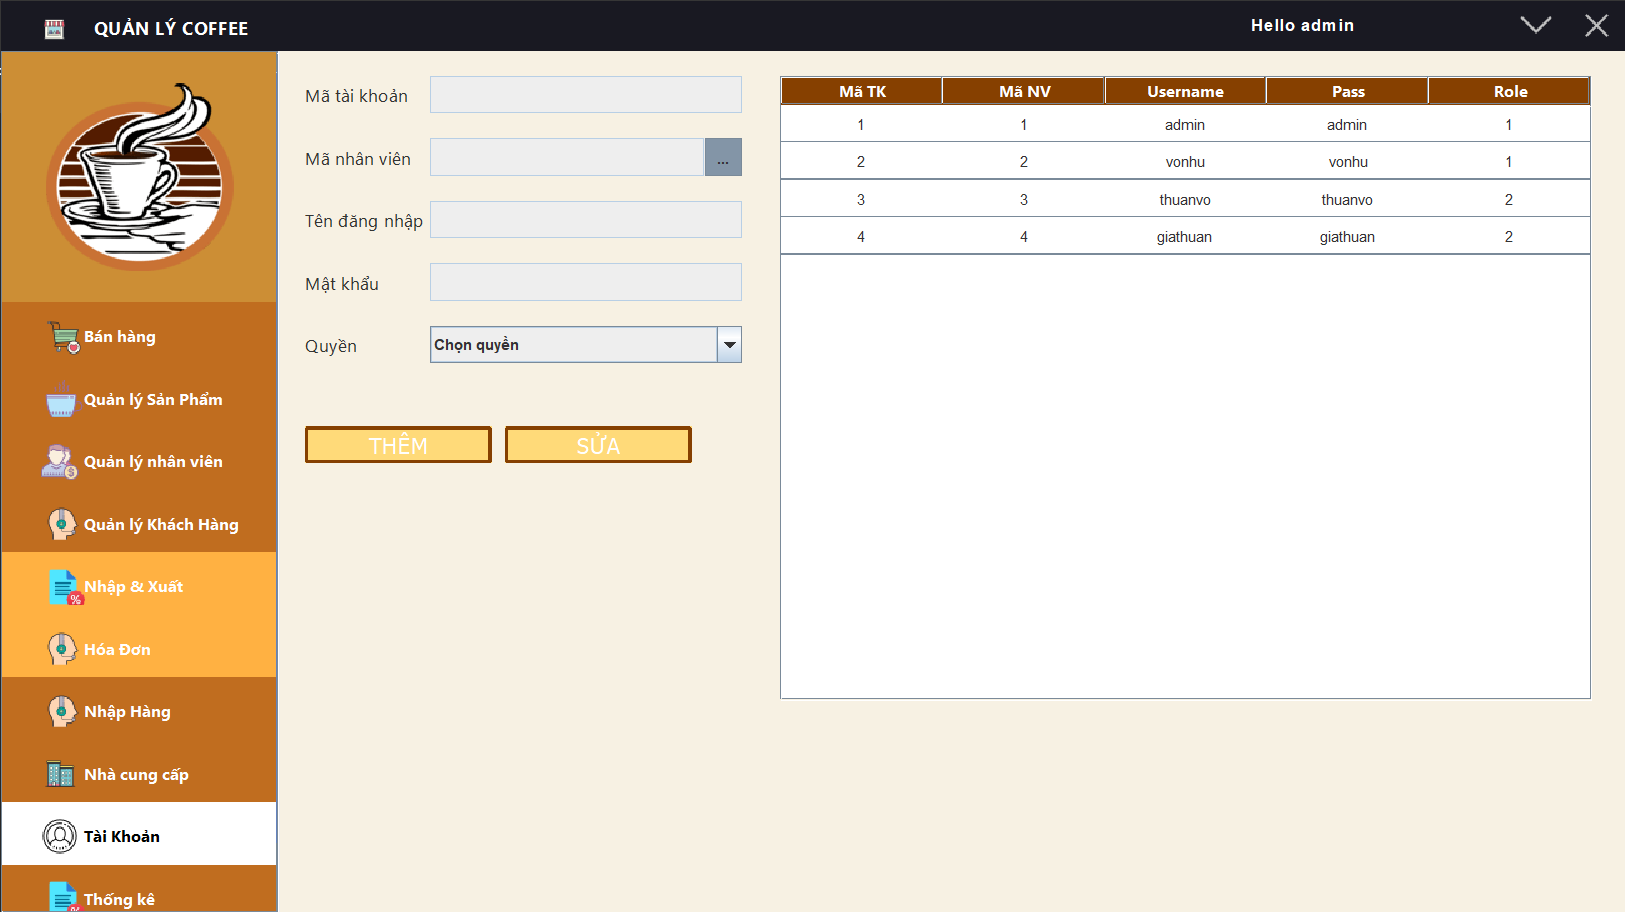 QUẢN LÝ COFFEE
Hello admin
Mã tài khoản
Mã nhân viên
...
Tên đăng nhập
Mật khẩu
Quyền
Chọn quyền
THÊM
SỬA
Mã TK Mã NV Username Pass Role
1 1 admin admin 1
2 2 vonhu vonhu 1
3 3 thuanvo thuanvo 2
4 4 giathuan giathuan 2
Bán hàng
Quản lý Sản Phẩm
Quản lý nhân viên
Quản lý Khách Hàng
Nhập & Xuất
Hóa Đơn
Nhập Hàng
Nhà cung cấp
Tài Khoản
Thống kê